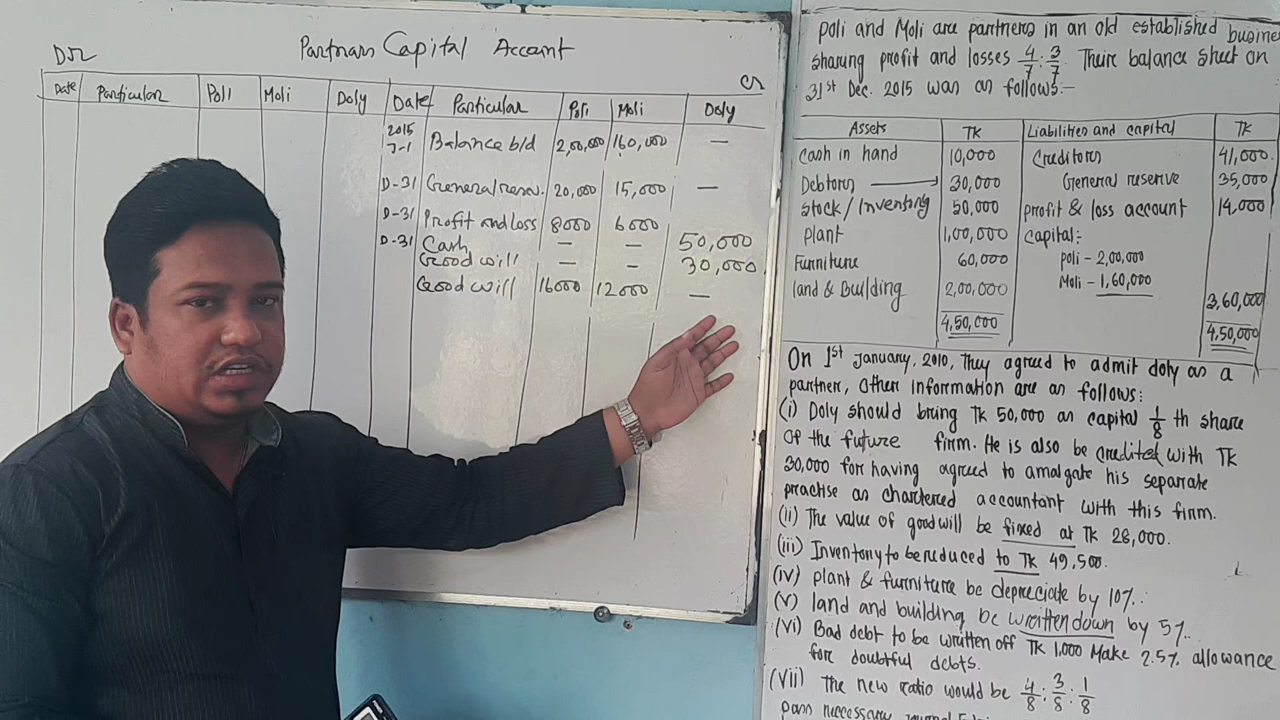 Partners Capital Account
Dr
Cr
Date Particular Poli Moli Doly Date Particular Poli Moli Doly
2015
J-1 Balance b/d 2,00,000 160,000 —
D-31 General reserv. 20,000 15,000 —
D-31 Profit and Loss 8000 6000
D-31 Cash — — 50,000
Good will — — 30,000
Good will 16000 12000 —
Poli and Moli are partners in an old established busines
sharing profit and losses 4/7 : 3/7. Their balance sheet on
31st Dec. 2015 was as follows:-
Assets TK Liabilities and capital TK
Cash in hand 10,000 Creditors 41,000
Debtors 30,000 General reserve 35,000
Stock/Inventory 50,000 profit & loss account 14,000
plant 1,00,000 Capital:
Furniture 60,000 poli - 2,00,000
land & Building 2,00,000 Moli - 1,60,000
3,60,000
4,50,000 4,50,000
On 1st January, 2010, They agreed to admit doly as a
partner, Other information are as follows:
(i) Doly should bring TK 50,000 as capital 1/8 th share
of the future firm. He is also be credited with TK
30,000 for having agreed to amalgate his separate
practise as chartered accountant with this firm.
(ii) The value of goodwill be fixed at TK 28,000.
(iii) Inventory to be reduced to TK 49,500.
(iv) plant & furniture be depreciate by 10%.
(v) land and building be written down by 5%.
(vi) Bad debt to be written off TK 1,000 Make 2.5% allowance
for doubtful debts.
(vii) The new ratio would be 4/8 : 3/8 : 1/8
pass necessary